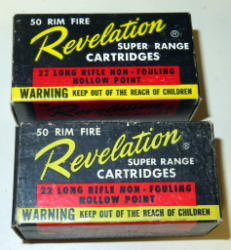 50 RIM FIRE
Revelation ®
SUPER RANGE
CARTRIDGES
22 LONG RIFLE NON-FOULING
HOLLOW POINT
WARNING KEEP OUT OF THE REACH OF CHILDREN
50 RIM FIRE
Revelation ®
SUPER RANGE
CARTRIDGES
22 LONG RIFLE NON-FOULING
HOLLOW POINT
WARNING KEEP OUT OF THE REACH OF CHILDREN